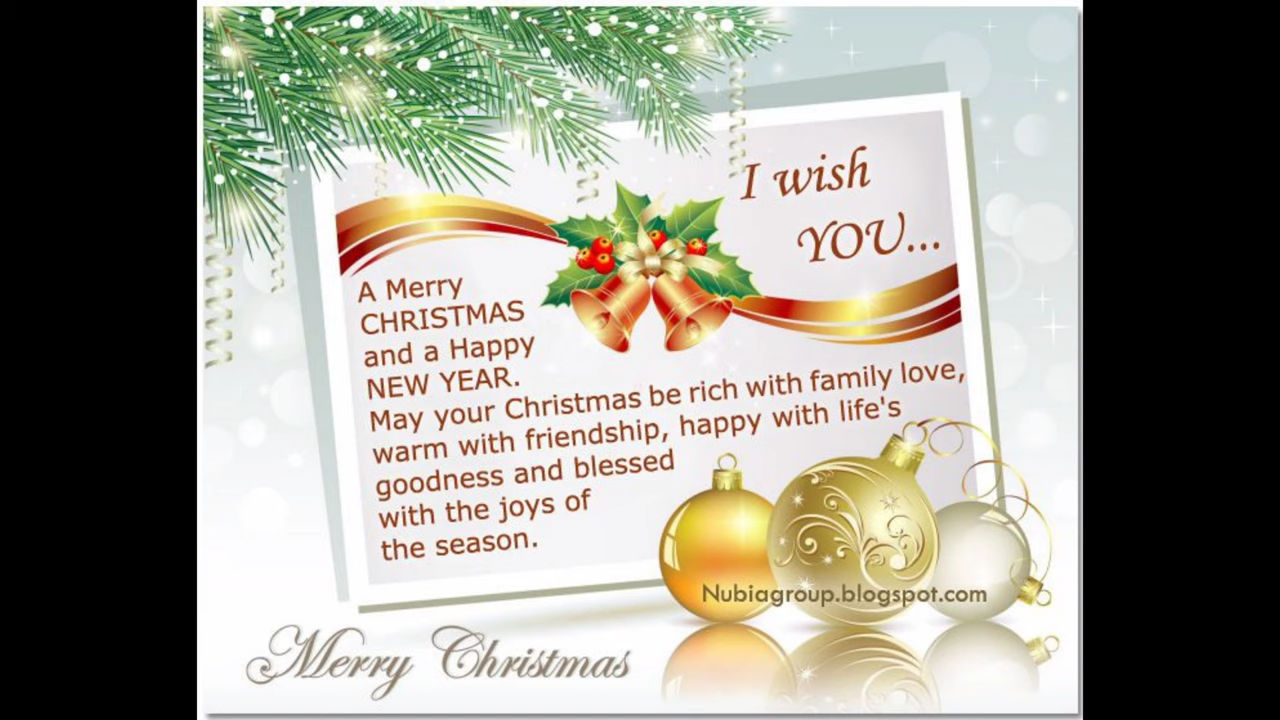 I wish
YOU...
A Merry
CHRISTMAS
and a Happy
NEW YEAR.
May your Christmas be rich with family love,
warm with friendship, happy with life's
goodness and blessed
with the joys of
the season.
Nubiagroup.blogspot.com
Merry Christmas